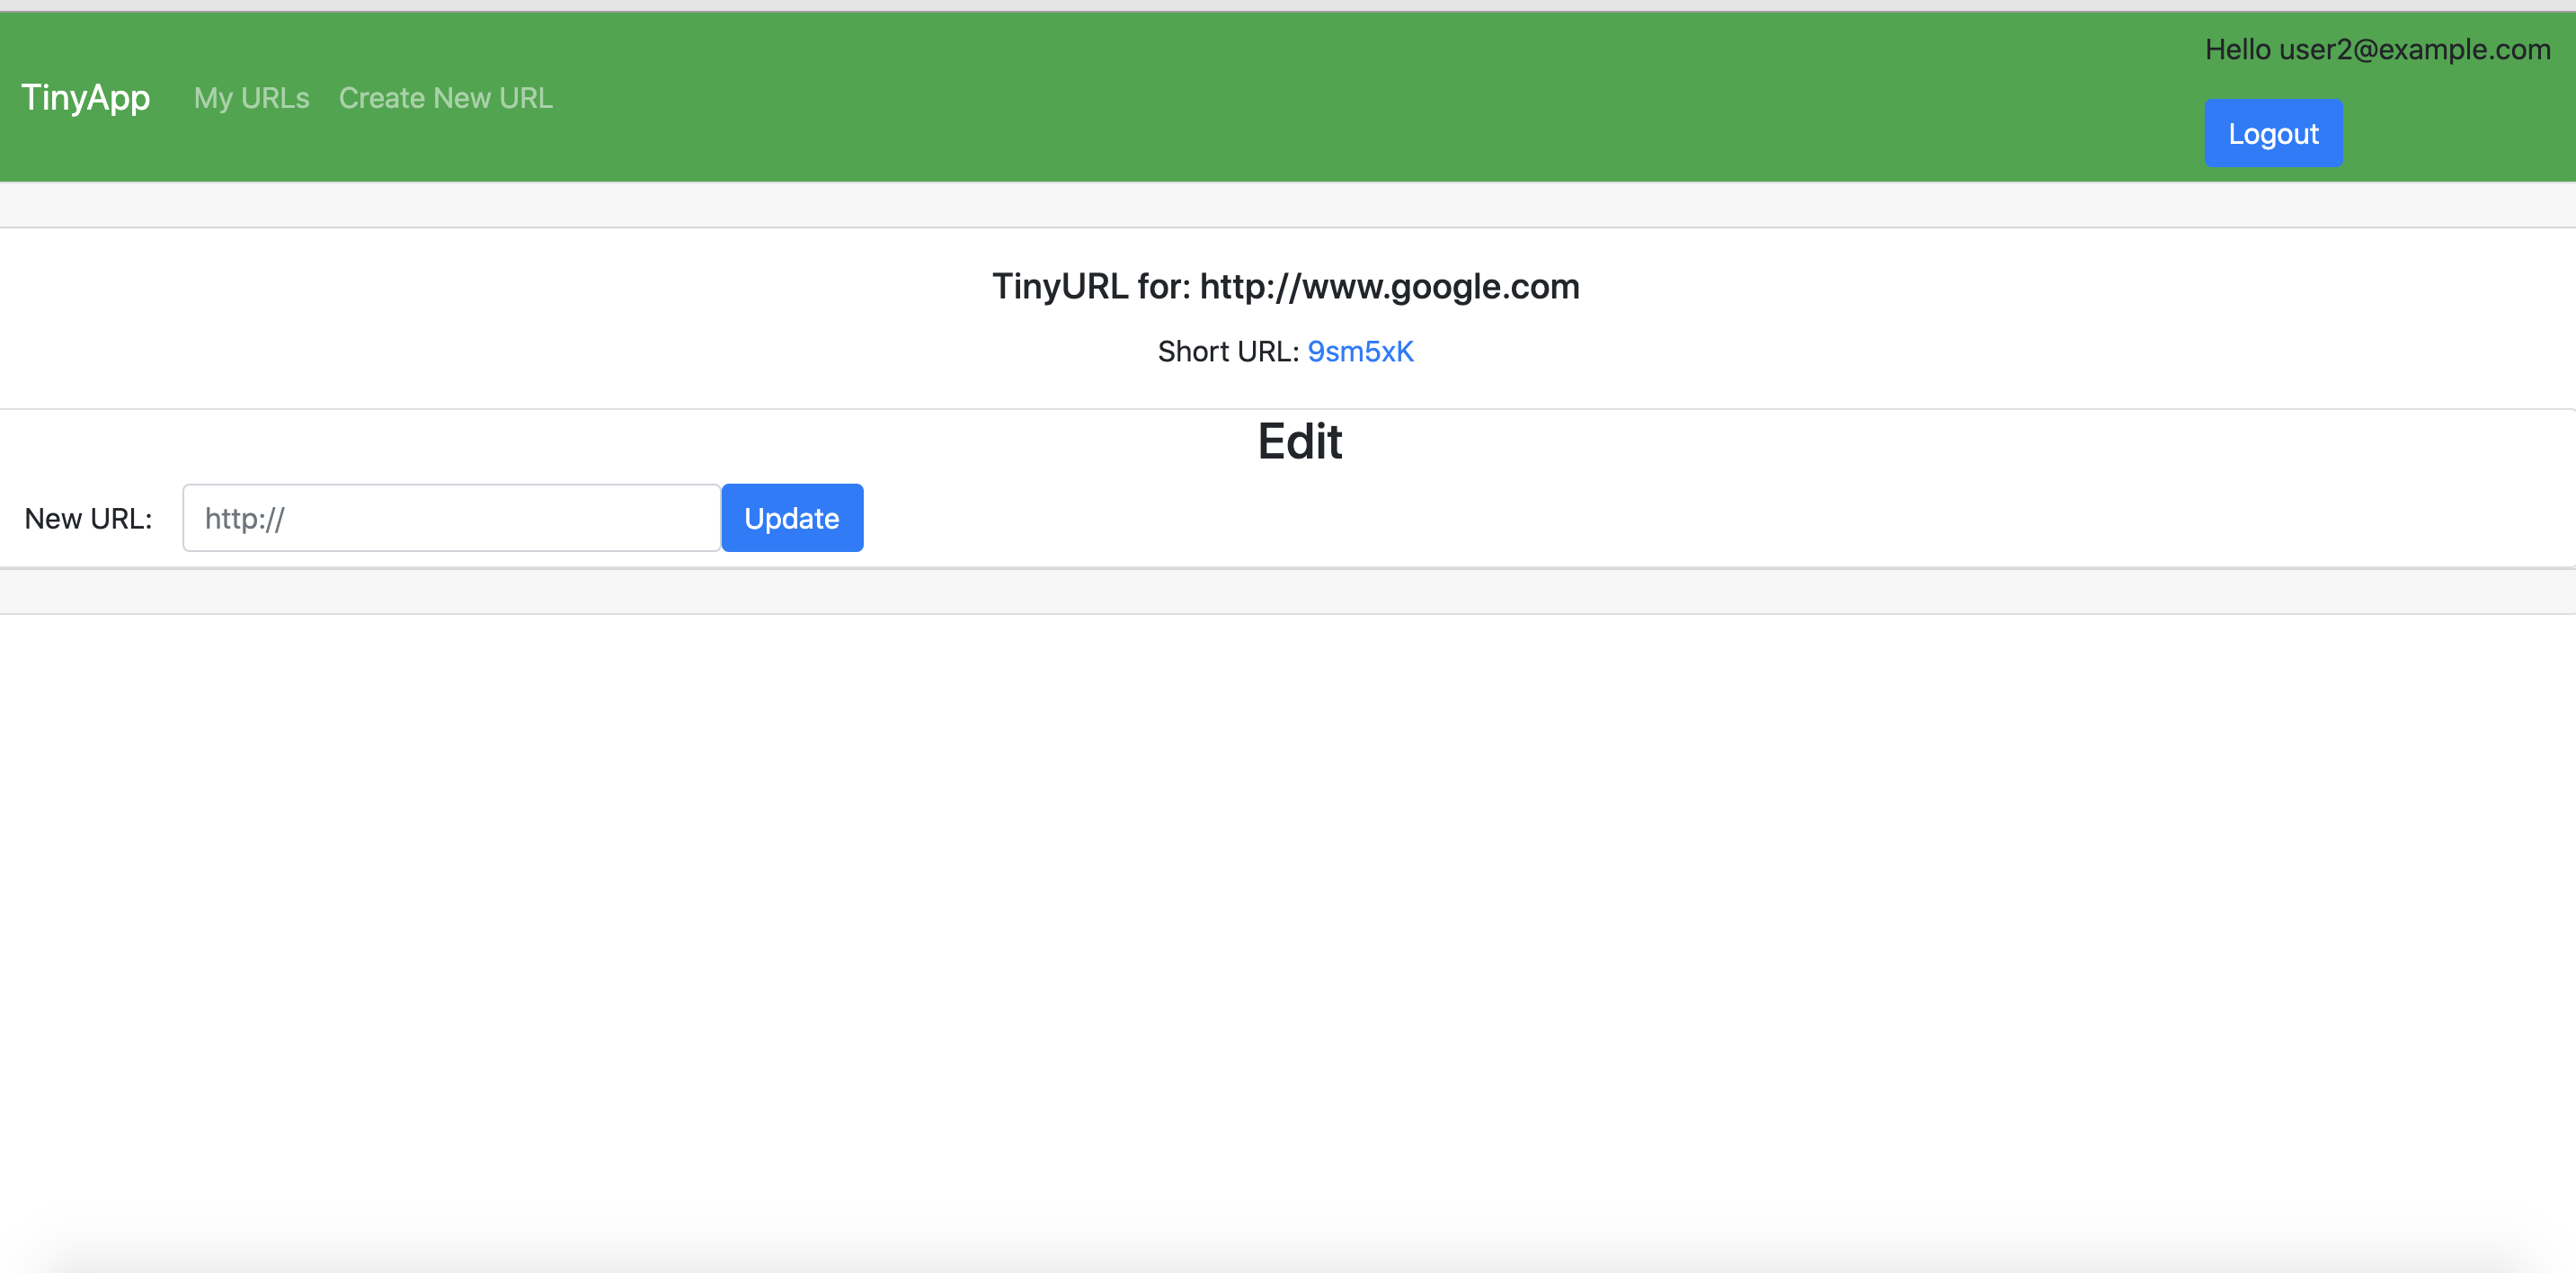 Hello user2@example.com
TinyApp My URLs Create New URL
Logout
TinyURL for: http://www.google.com
Short URL: 9sm5xK
Edit
New URL: http:// Update